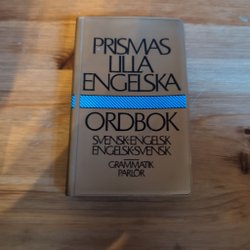 PRISMAS
LILLA
ENGELSKA
ORDBOK
SVENSK-ENGELSK
ENGELSK-SVENSK
GRAMMATIK
PARLÖR